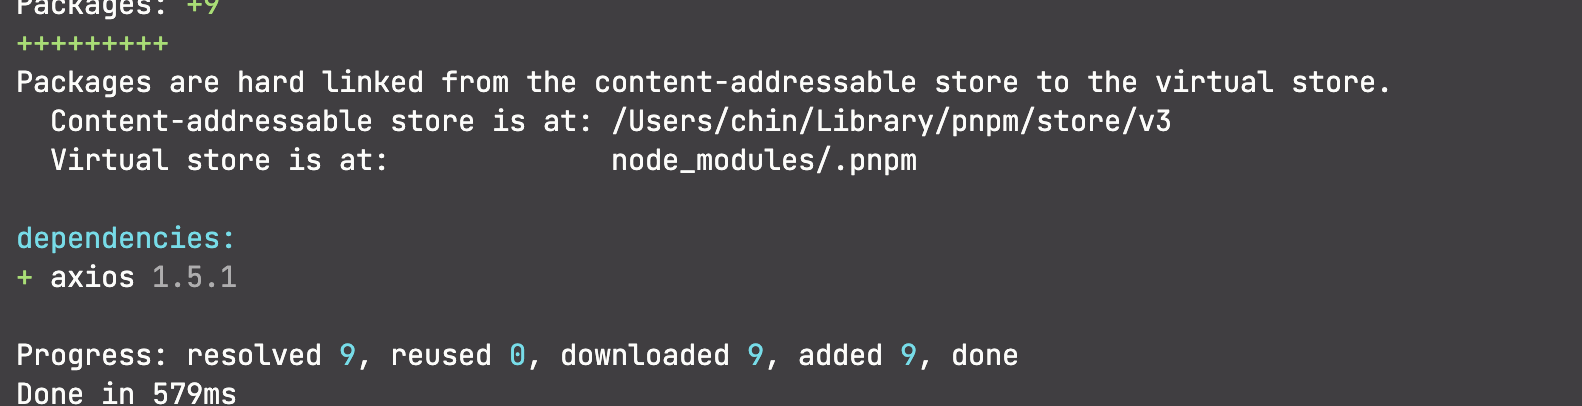 Packages: +9
+++++++++
Packages are hard linked from the content-addressable store to the virtual store.
  Content-addressable store is at: /Users/chin/Library/pnpm/store/v3
  Virtual store is at:             node_modules/.pnpm

dependencies:
+ axios 1.5.1

Progress: resolved 9, reused 0, downloaded 9, added 9, done
Done in 579ms